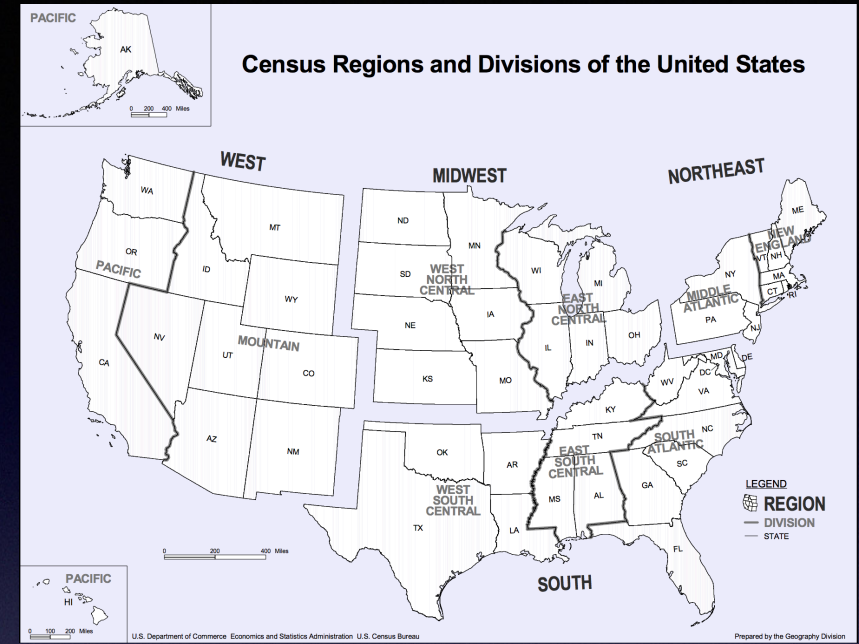 PACIFIC
AK
0 200 400 Miles
Census Regions and Divisions of the United States
WEST
MIDWEST
NORTHEAST
WA
MT
ND
MN
ME
OR
ID
SD
WI
MI
NY
VT
NH
NEW
ENGLAND
MA
CT
RI
PACIFIC
WY
WEST
NORTH
CENTRAL
EAST
NORTH
CENTRAL
MIDDLE
ATLANTIC
PA
NJ
NE
IA
NV
UT
MOUNTAIN
CO
IL
IN
OH
MD
DE
DC
CA
KS
MO
WV
VA
KY
AZ
NM
OK
AR
TN
NC
SOUTH
ATLANTIC
SC
EAST
SOUTH
CENTRAL
WEST
SOUTH
CENTRAL
MS
AL
GA
TX
LA
FL
LEGEND
REGION
DIVISION
STATE
0 200 400 Miles
SOUTH
PACIFIC
HI
0 100 200 Miles
U.S. Department of Commerce Economics and Statistics Administration U.S. Census Bureau
Prepared by the Geography Division